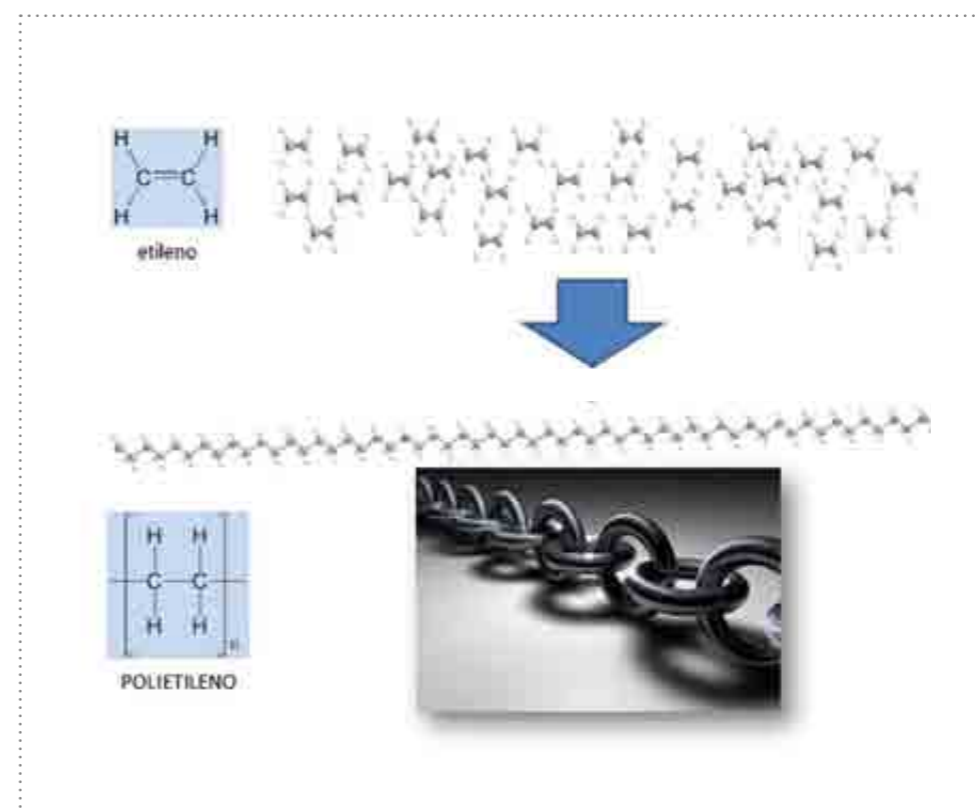 H H
C=C
H H
etileno
H H
C C
H H
n
POLIETILENO